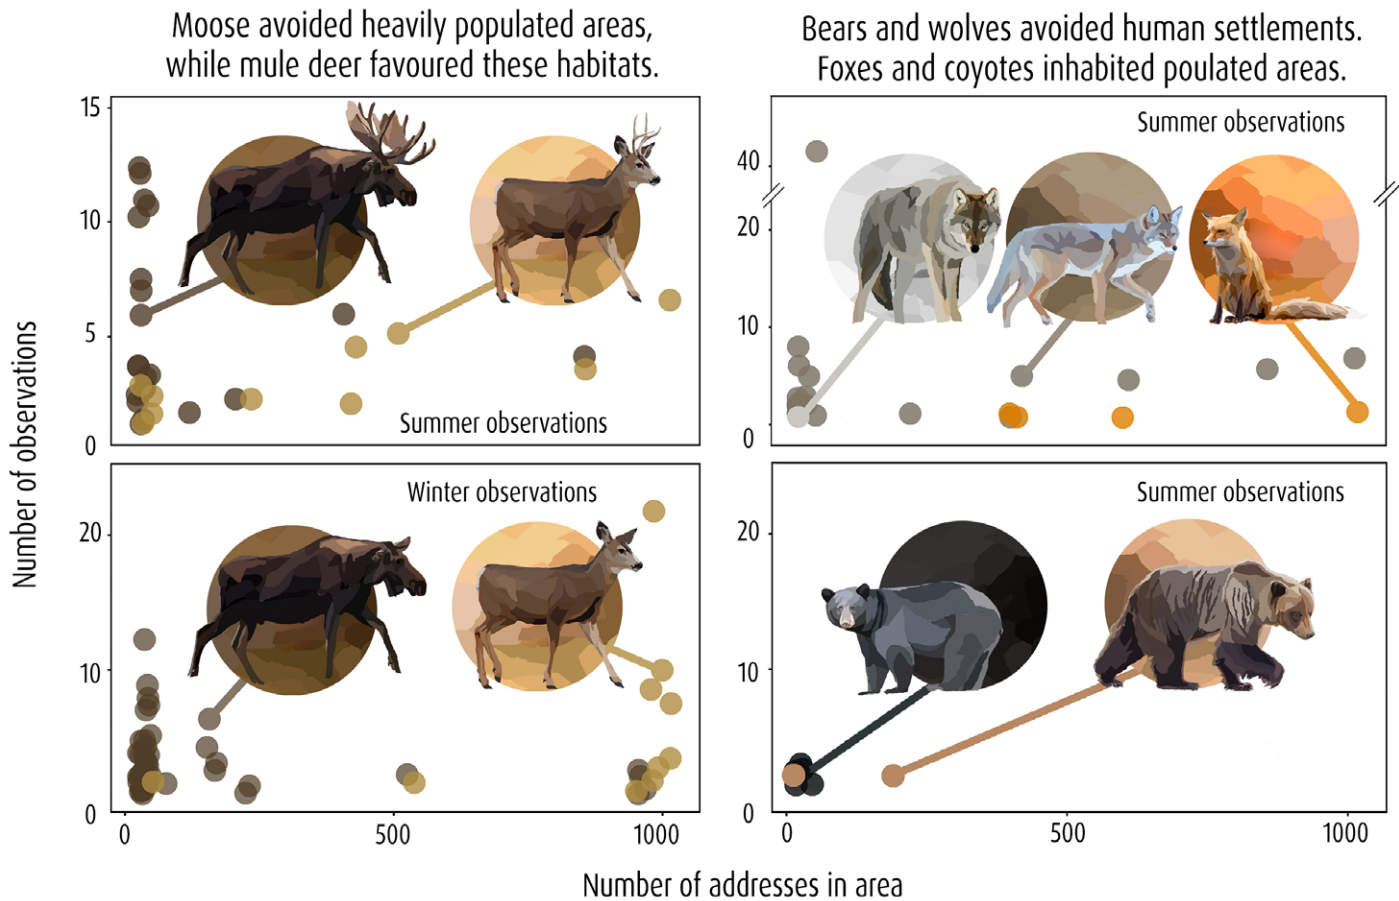 Moose avoided heavily populated areas,
while mule deer favoured these habitats.
Bears and wolves avoided human settlements.
Foxes and coyotes inhabited poulated areas.
Number of observations
15
10
5
0
Summer observations
Summer observations
40
20
10
0
Winter observations
20
10
0
0
500
1000
Summer observations
20
10
0
0
500
1000
Number of addresses in area